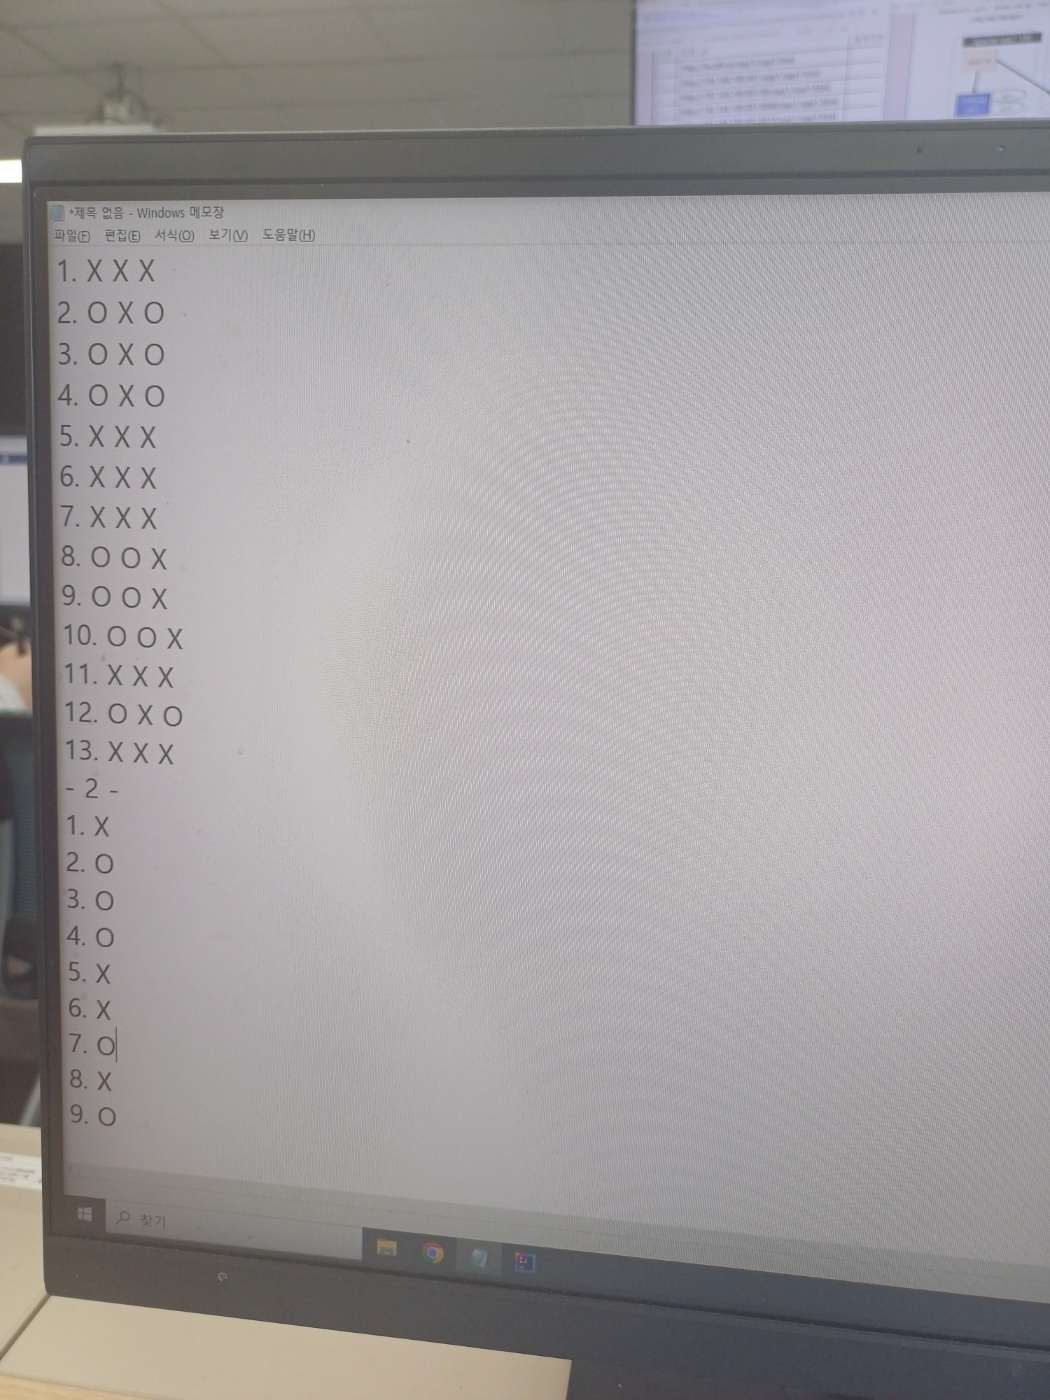 *제목 없음 - Windows 메모장
파일(F) 편집(E) 서식(O) 보기(V) 도움말(H)
1. X X X
2. O X O
3. O X O
4. O X O
5. X X X
6. X X X
7. X X X
8. O O X
9. O O X
10. O O X
11. X X X
12. O X O
13. X X X
- 2 -
1. X
2. O
3. O
4. O
5. X
6. X
7. O
8. X
9. O
찾기